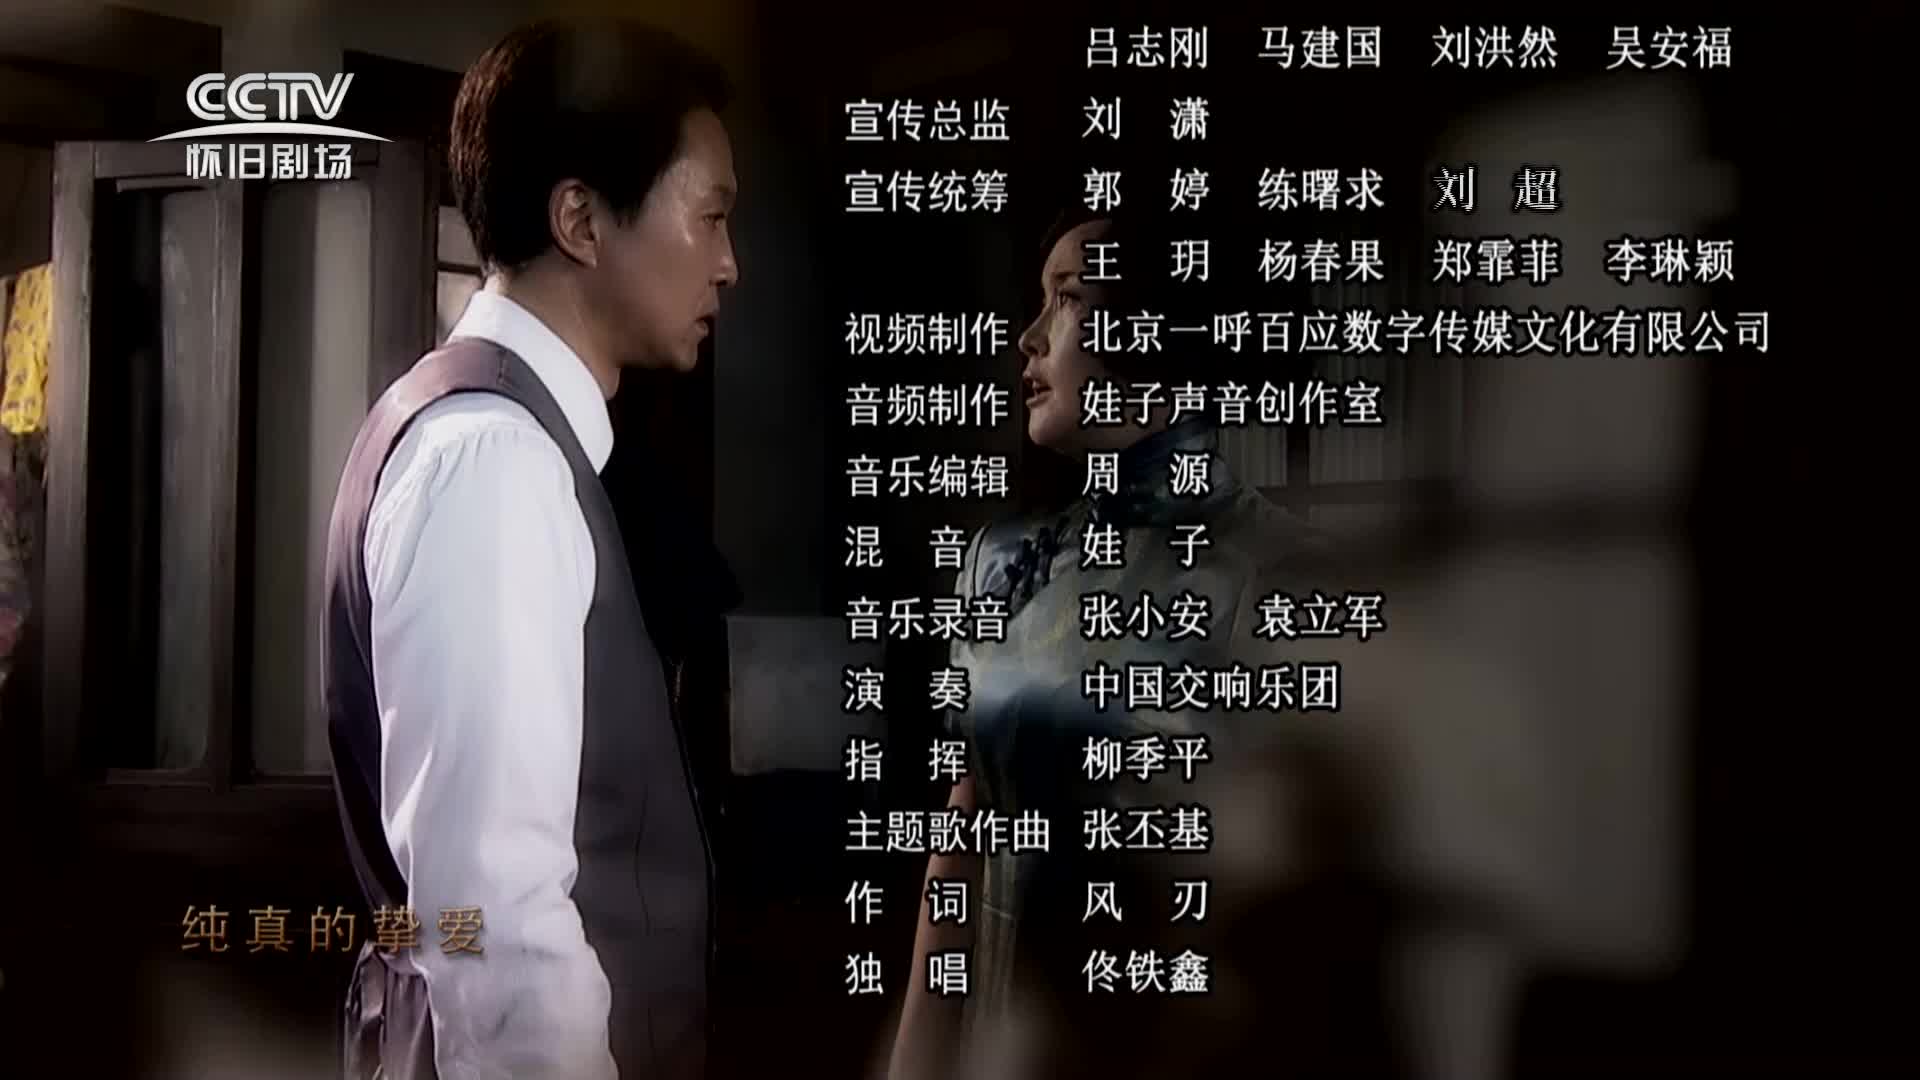 CCTV
怀旧剧场
吕志刚 马建国 刘洪然 吴安福
宣传总监 刘 潇
宣传统筹 郭 婷 练曙求 刘 超
王 玥 杨春果 郑霏菲 李琳颖
视频制作 北京一呼百应数字传媒文化有限公司
音频制作 娃子声音创作室
音乐编辑 周 源
混 音 娃 子
音乐录音 张小安 袁立军
演 奏 中国交响乐团
指 挥 柳季平
主题歌作曲 张丕基
作 词 风 刃
独 唱 佟铁鑫
纯真的挚爱